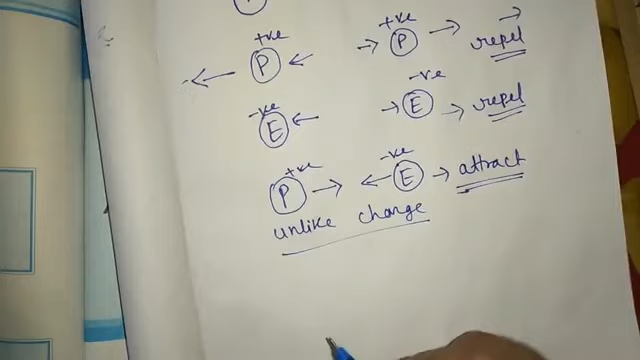 P
+ve +ve
← P ← → P → repel
-ve -ve
E ← → E → repel
+ve -ve
P → ← E → attract
unlike charge